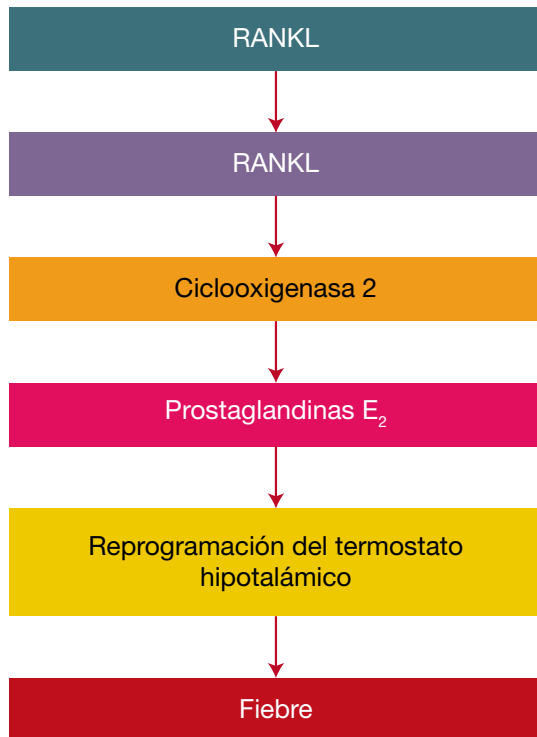 RANKL
RANKL
Ciclooxigenasa 2
Prostaglandinas E₂
Reprogramación del termostato
hipotalámico
Fiebre